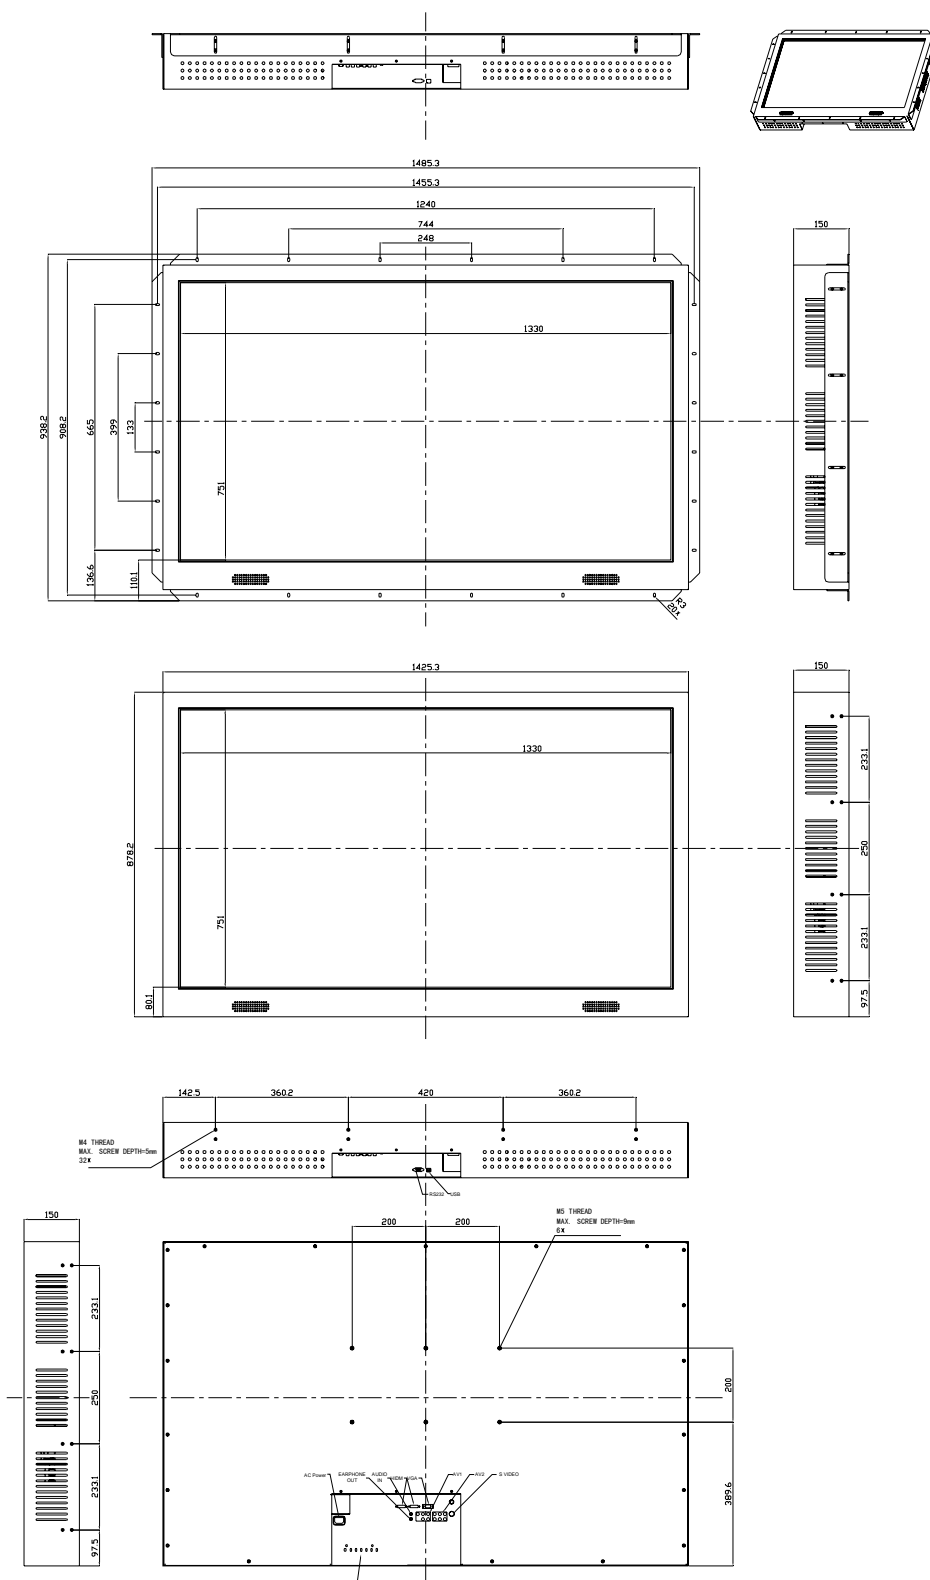 1485.3
1455.3
1240
744
248
150
1330
938.2
908.2
665
399
133
751
136.6
110.1
R3
20x
1425.3
150
1330
878.2
751
80.1
233.1
250
233.1
97.5
142.5
360.2
420
360.2
M4 THREAD
MAX. SCREW DEPTH=5mm
32x
RS232
USB
150
200
200
M5 THREAD
MAX. SCREW DEPTH=9mm
6x
233.1
250
233.1
97.5
200
389.6
AC Power
EARPHONE
OUT
AUDIO
IN
HIDM
VGA
AV1
AV2
S VIDEO